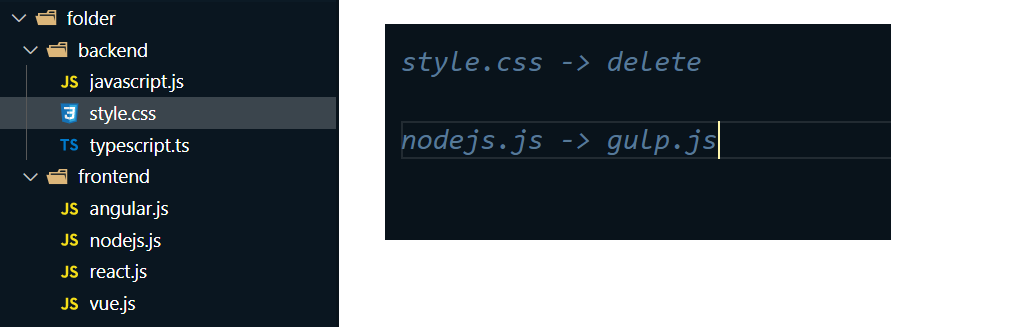 folder
backend
JS javascript.js
3 style.css
TS typescript.ts
frontend
JS angular.js
JS nodejs.js
JS react.js
JS vue.js
style.css -> delete
nodejs.js -> gulp.js